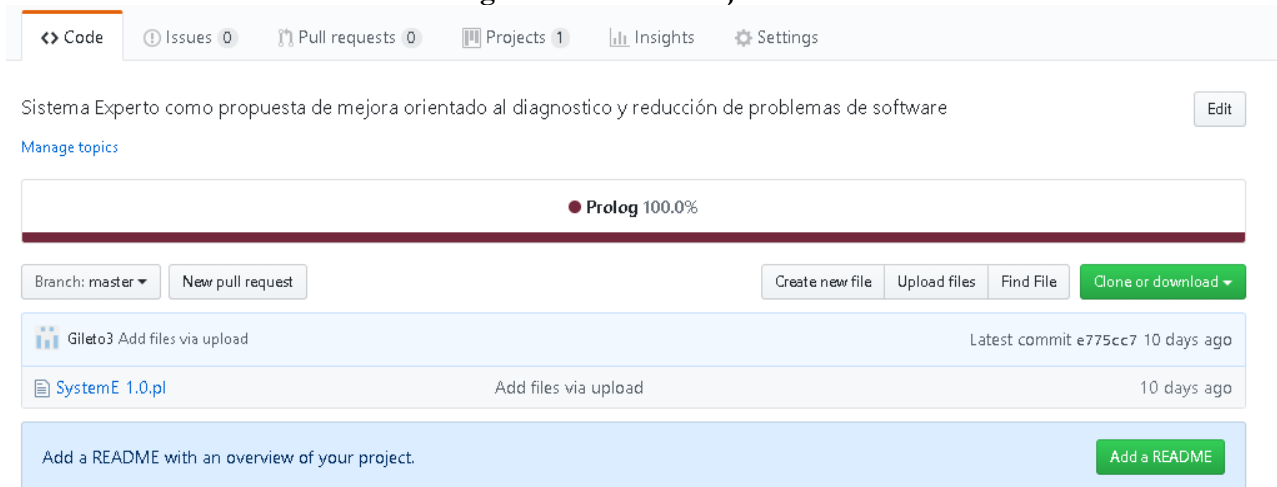 <> Code Issues 0 Pull requests 0 Projects 1 Insights Settings
Sistema Experto como propuesta de mejora orientado al diagnostico y reducción de problemas de software Edit
Manage topics
Prolog 100.0%
Branch: master New pull request Create new file Upload files Find File Clone or download
Gileto3 Add files via upload Latest commit e775cc7 10 days ago
SystemE 1.0.pl Add files via upload 10 days ago
Add a README with an overview of your project. Add a README